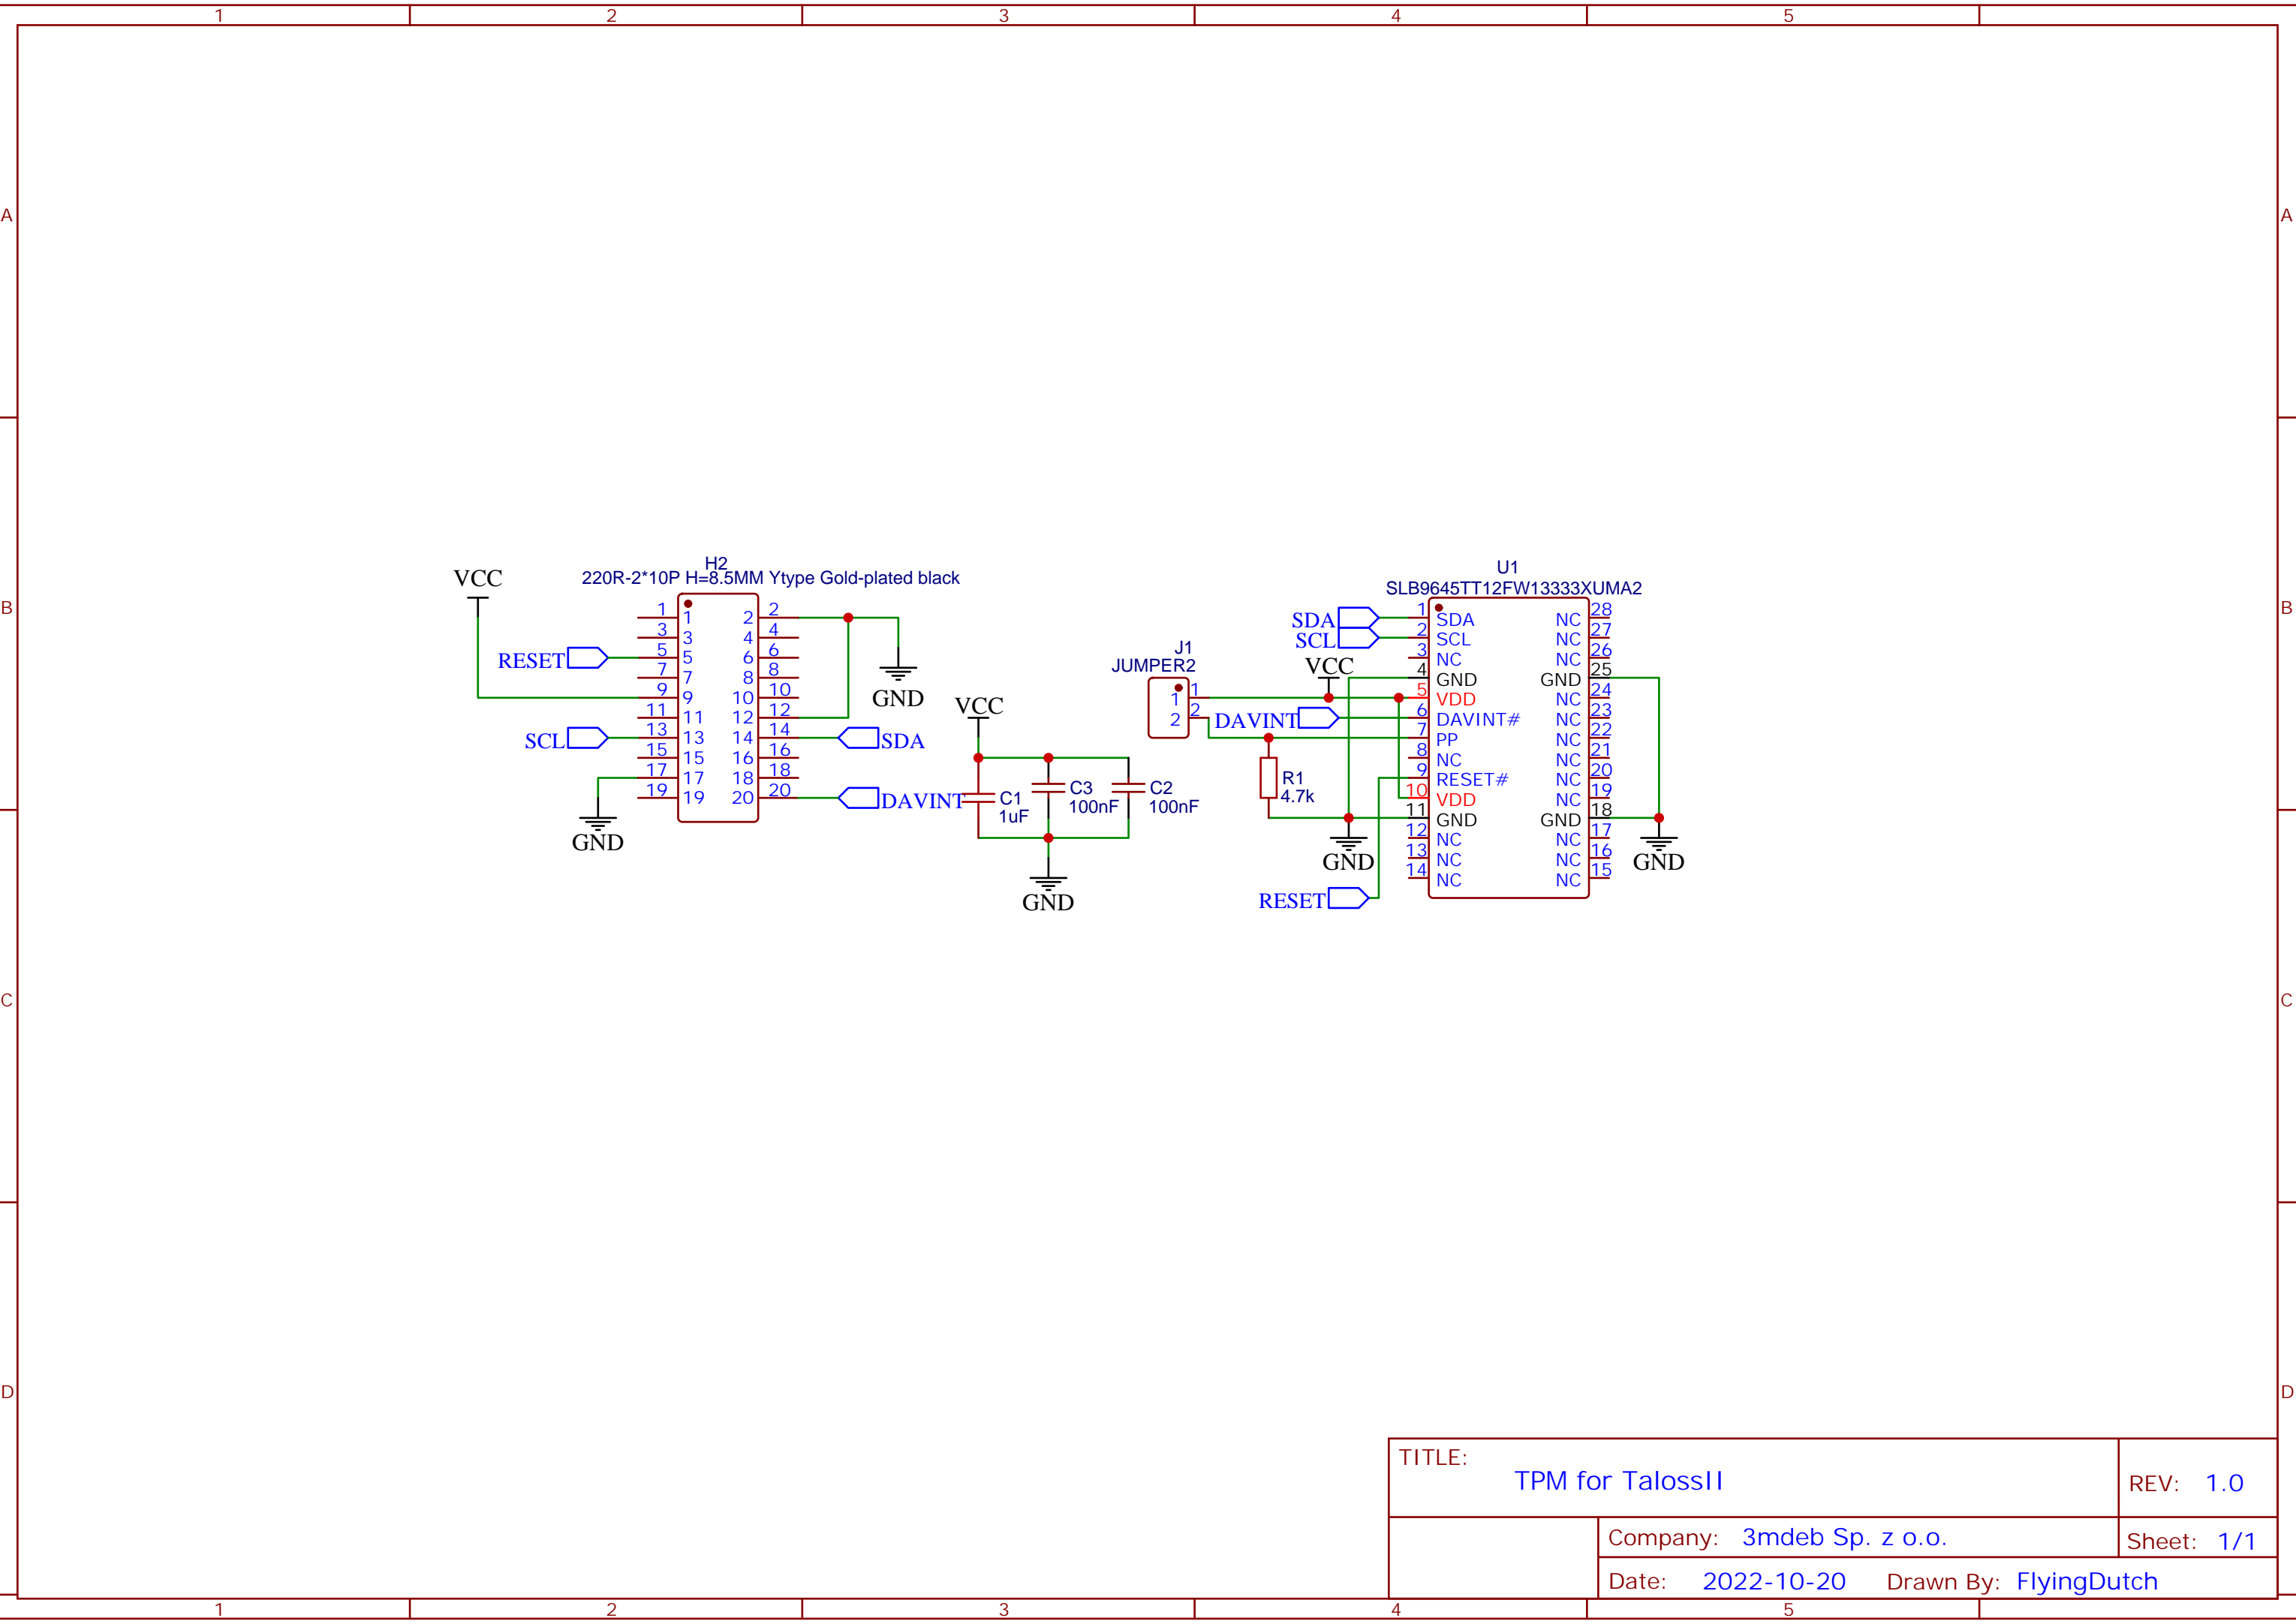 1 2 3 4 5
A A
B B
C C
D D
VCC
H2
220R-2*10P H=8.5MM Ytype Gold-plated black
1 1 2 2
3 3 4 4
RESET 5 5 6 6
7 7 8 8
9 9 10 10
11 11 12 12
SCL 13 13 14 14 SDA
15 15 16 16
17 17 18 18
19 19 20 20 DAVINT
GND
GND
VCC
C1
1uF
C3
100nF
C2
100nF
GND
J1
JUMPER2
1 1
2 2
VCC
DAVINT
R1
4.7k
GND
RESET
U1
SLB9645TT12FW13333XUMA2
SDA 1 SDA NC 28
SCL 2 SCL NC 27
3 NC NC 26
4 GND GND 25
5 VDD NC 24
6 DAVINT# NC 23
7 PP NC 22
8 NC NC 21
9 RESET# NC 20
10 VDD NC 19
11 GND GND 18
12 NC NC 17
13 NC NC 16
14 NC NC 15
GND
TITLE:
TPM for TalossII
REV: 1.0
Company: 3mdeb Sp. z o.o.
Sheet: 1/1
Date: 2022-10-20 Drawn By: FlyingDutch
1 2 3 4 5